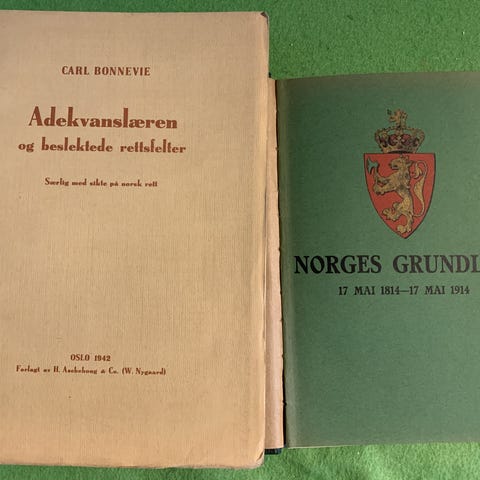 CARL BONNEVIE
Adekvanslæren
og beslektede rettsfelter
Særlig med sikte på norsk rett
OSLO 1942
Forlagt av H. Aschehoug & Co. (W. Nygaard)
NORGES GRUNDL
17 MAI 1814—17 MAI 1914